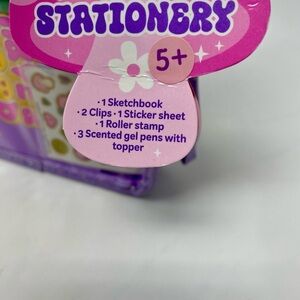 STATIONERY
5+
• 1 Sketchbook
• 2 Clips • 1 Sticker sheet
• 1 Roller stamp
• 3 Scented gel pens with
topper